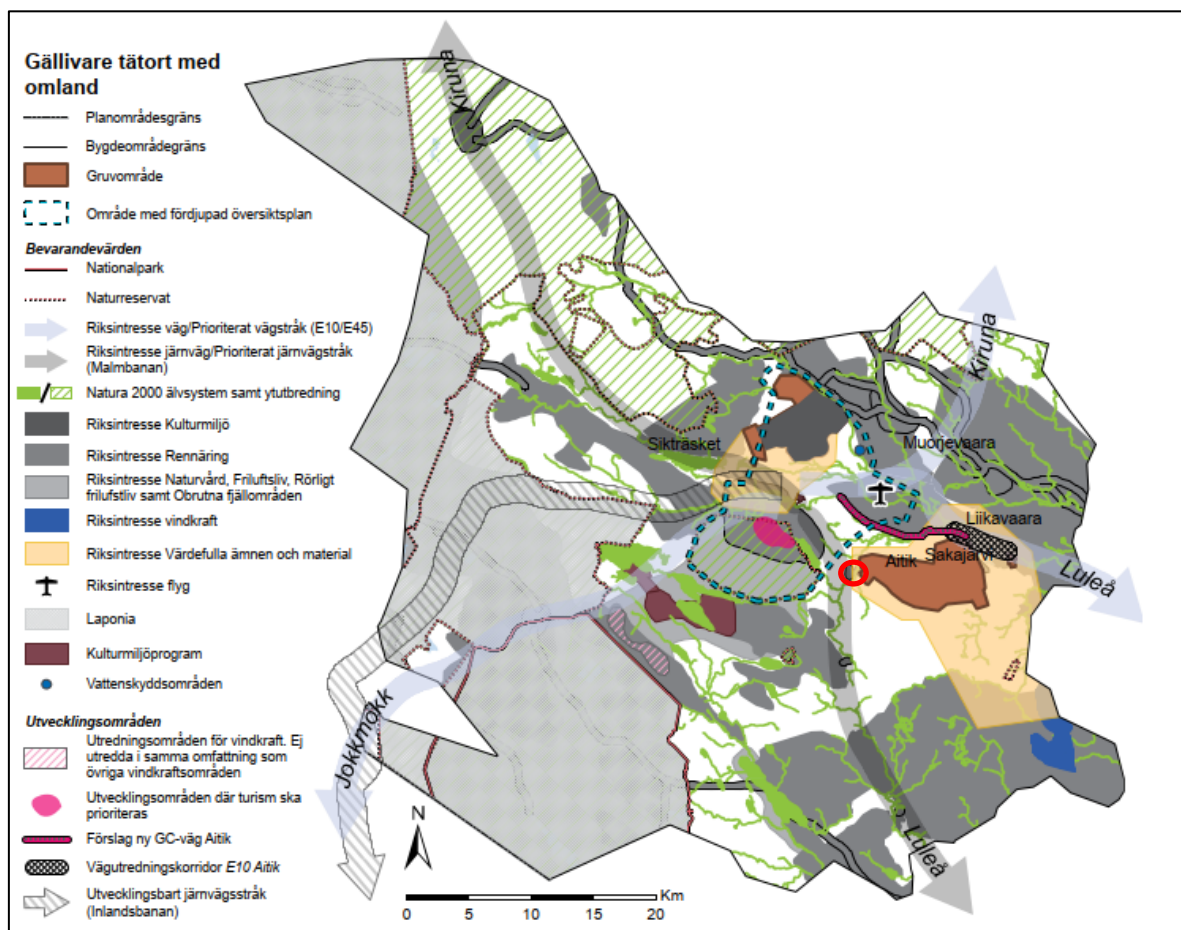 Gällivare tätort med
omland
Planområdesgräns
Bygdeområdegräns
Gruvområde
Område med fördjupad översiktsplan
Bevarandevärden
Nationalpark
Naturreservat
Riksintresse väg/Prioriterat vägstråk (E10/E45)
Riksintresse järnväg/Prioriterat järnvägstråk
(Malmbanan)
Natura 2000 älvsystem samt ytutbredning
Riksintresse Kulturmiljö
Riksintresse Rennäring
Riksintresse Naturvård, Friluftsliv, Rörligt
frilufstliv samt Obrutna fjällområden
Riksintresse vindkraft
Riksintresse Värdefulla ämnen och material
Riksintresse flyg
Laponia
Kulturmiljöprogram
Vattenskyddsområden
Utvecklingsområden
Utredningsområden för vindkraft. Ej
utredda i samma omfattning som
övriga vindkraftsområden
Utvecklingsområden där turism ska
prioriteras
Förslag ny GC-väg Aitik
Vägutredningskorridor E10 Aitik
Utvecklingsbart järnvägsstråk
(Inlandsbanan)
Kiruna
Kiruna
Sikträsket
Muorjevaara
Liikavaara
Aitik
Sakajärvi
Luleå
Jokkmokk
Luleå
N
Km
0 5 10 15 20